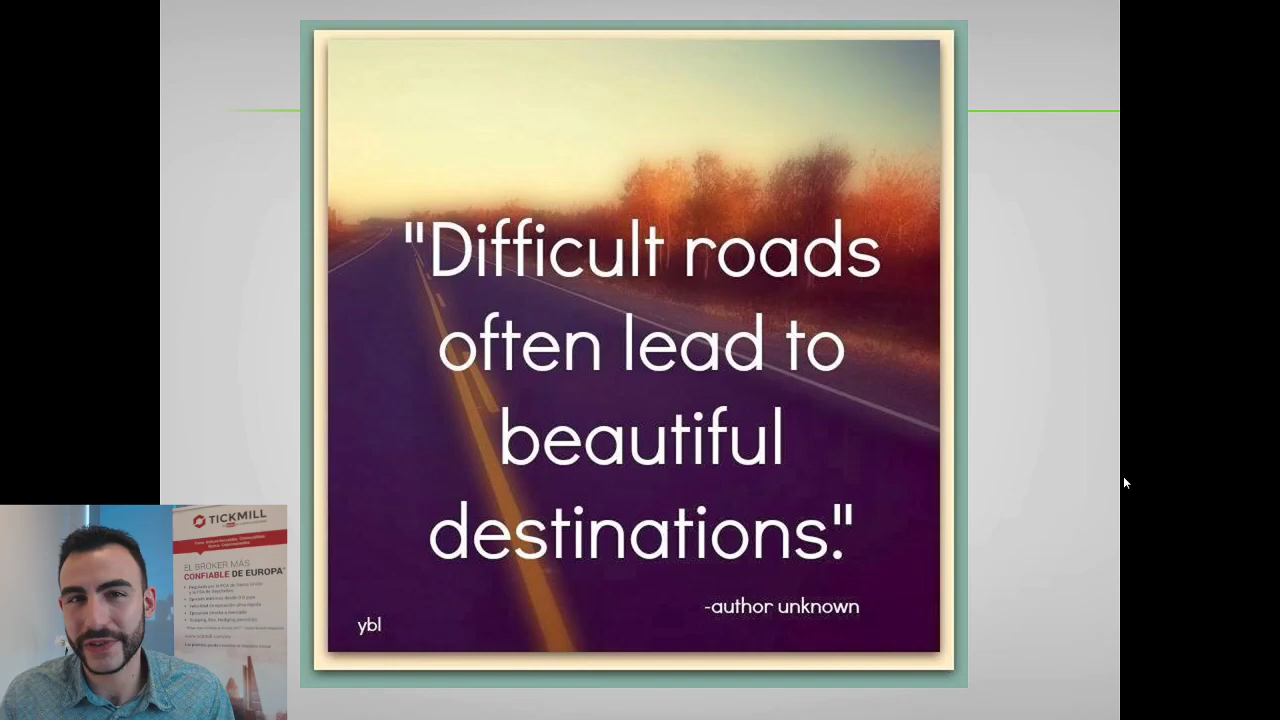 "Difficult roads
often lead to
beautiful
destinations."
-author unknown
ybl
TICKMILL
EL BROKER MÁS
CONFIABLE DE EUROPA